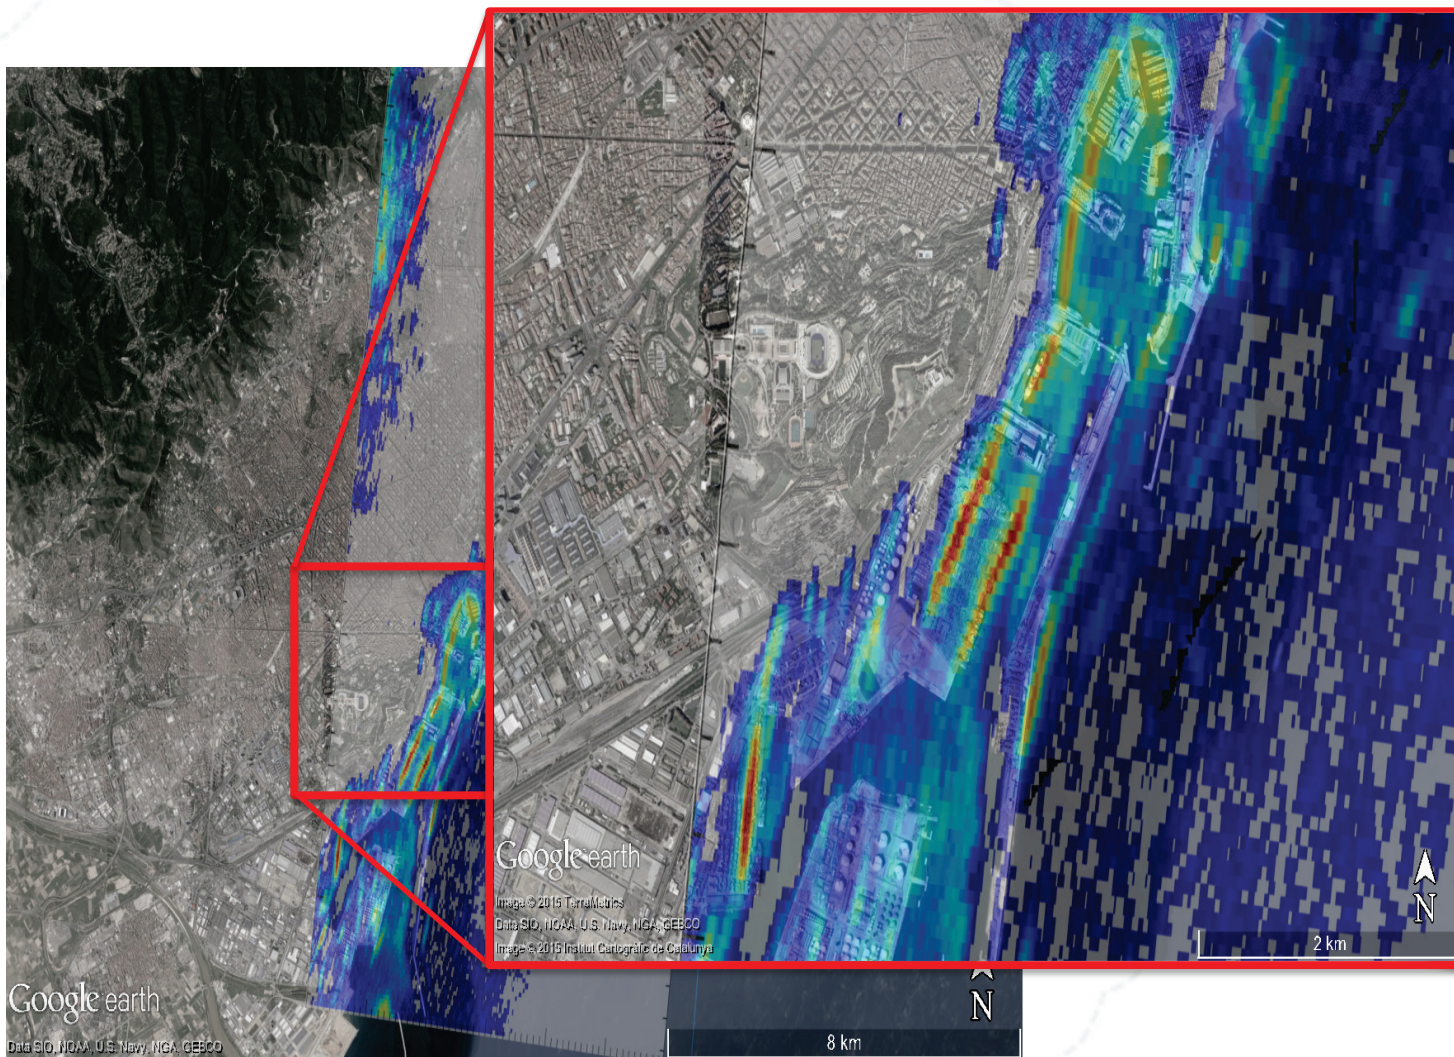 Google earth
Image © 2015 TerraMetrics
Data SIO, NOAA, U.S. Navy, NGA, GEBCO
Image © 2015 Institut Cartogràfic de Catalunya
N
2 km
Google earth
Data SIO, NOAA, U.S. Navy, NGA, GEBCO
N
8 km